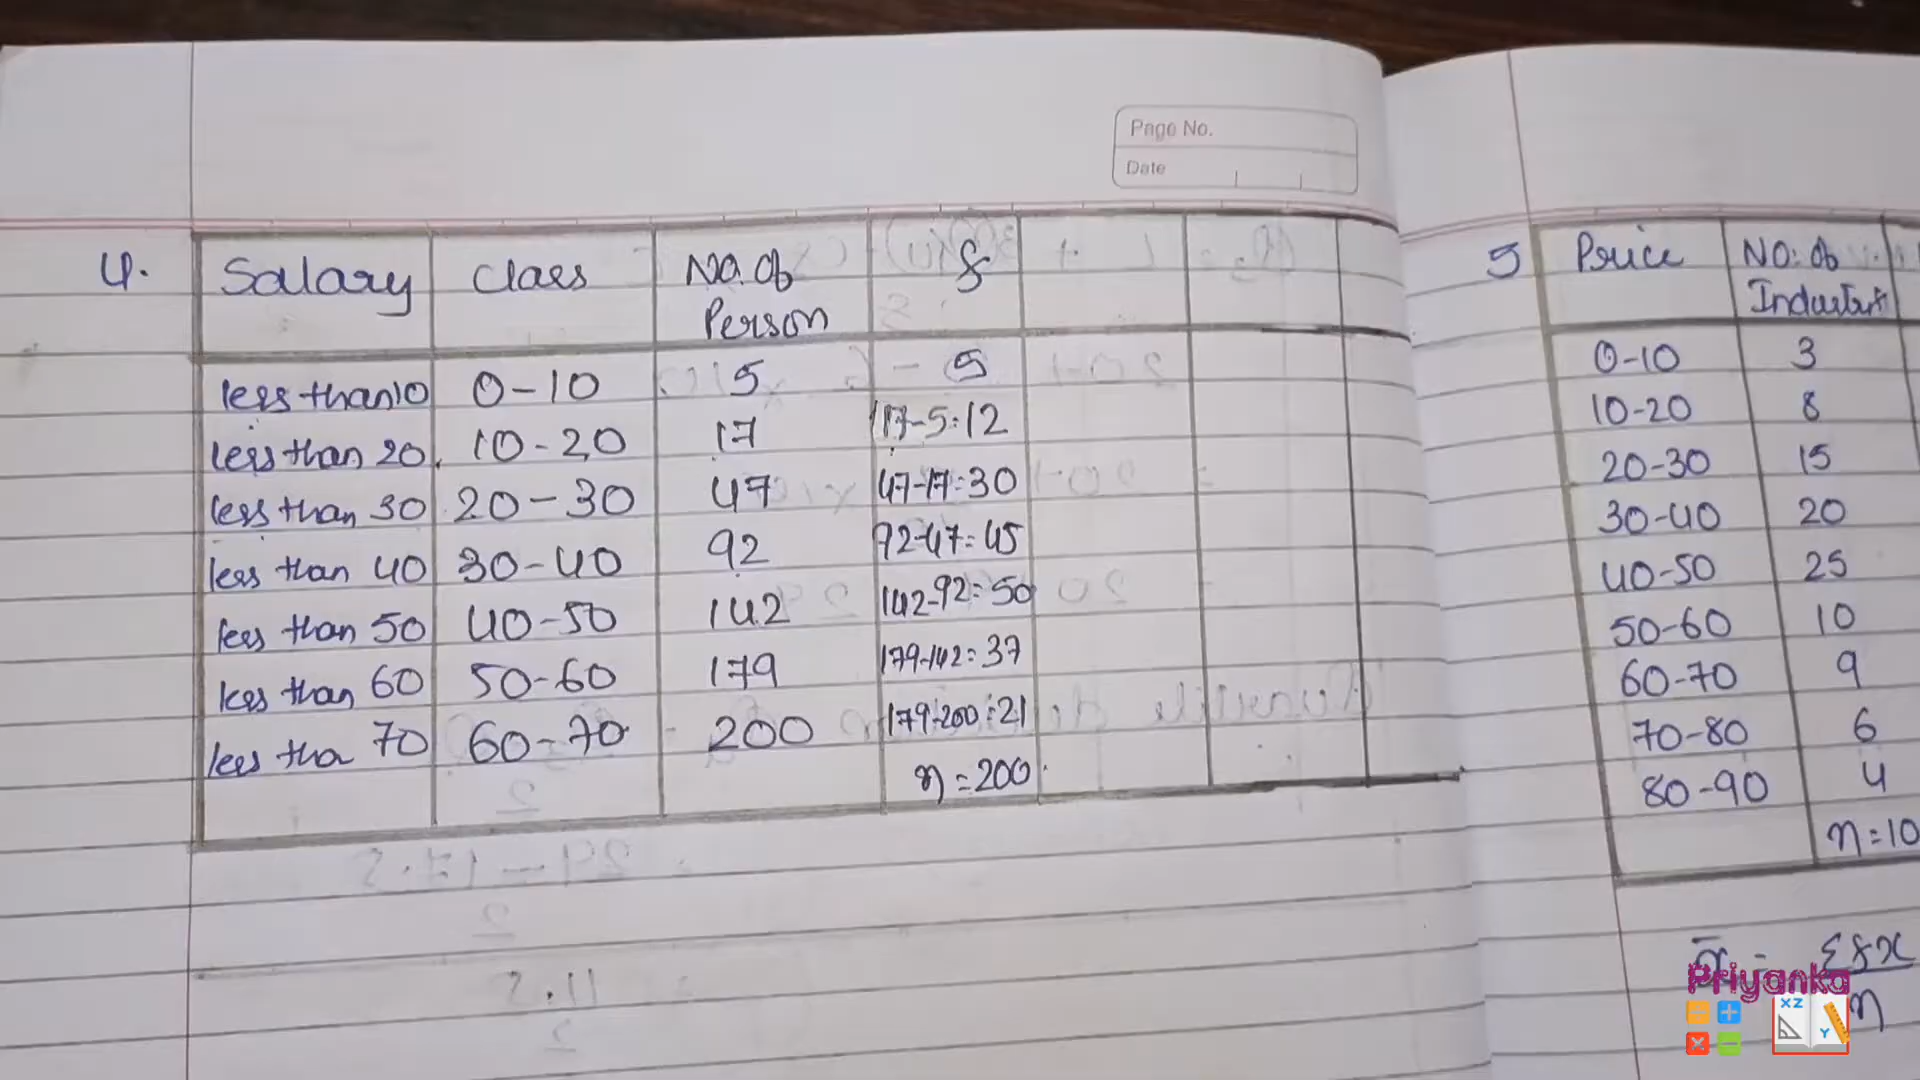 Page No.
Date
4.
Salary Class No. of Person f
less than 10 0-10 5 5
less than 20 10-20 17 17-5=12
less than 30 20-30 47 47-17=30
less than 40 30-40 92 92-47=45
less than 50 40-50 142 142-92=50
less than 60 50-60 179 179-142=37
less tha 70 60-70 200 179-200=21
n=200
5
Price No. of
0-10 3
10-20 8
20-30 15
30-40 20
40-50 25
50-60 10
60-70 9
70-80 6
80-90 4
n=10
x̄ = Σfx
n
Priyanka
XZ
Y